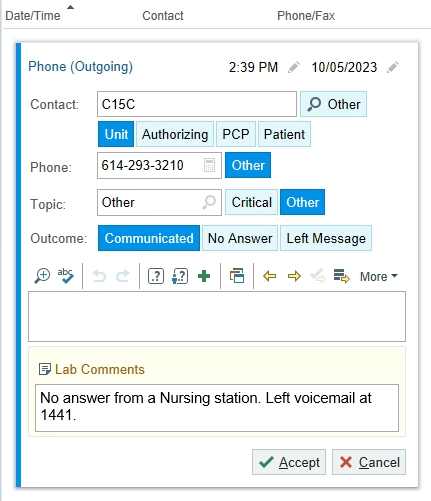 Date/Time Contact Phone/Fax
Phone (Outgoing) 2:39 PM 10/05/2023
Contact: C15C Other
Unit Authorizing PCP Patient
Phone: 614-293-3210 Other
Topic: Other Critical Other
Outcome: Communicated No Answer Left Message
abc ? ? More
Lab Comments
No answer from a Nursing station. Left voicemail at
1441.
Accept Cancel